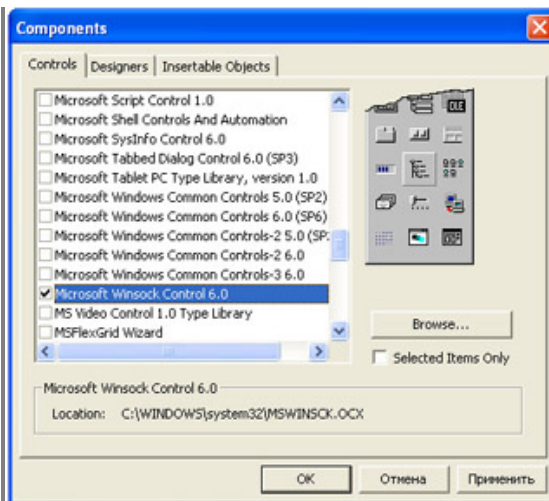 Components
Controls Designers Insertable Objects
Microsoft Script Control 1.0
Microsoft Shell Controls And Automation
Microsoft SysInfo Control 6.0
Microsoft Tabbed Dialog Control 6.0 (SP3)
Microsoft Tablet PC Type Library, version 1.0
Microsoft Windows Common Controls 5.0 (SP2)
Microsoft Windows Common Controls 6.0 (SP6)
Microsoft Windows Common Controls-2 5.0 (SP
Microsoft Windows Common Controls-2 6.0
Microsoft Windows Common Controls-3 6.0
Microsoft Winsock Control 6.0
MS Video Control 1.0 Type Library
MSFlexGrid Wizard
OLE
Browse...
Selected Items Only
Microsoft Winsock Control 6.0
Location: C:\WINDOWS\system32\MSWINSCK.OCX
OK Отмена Применить